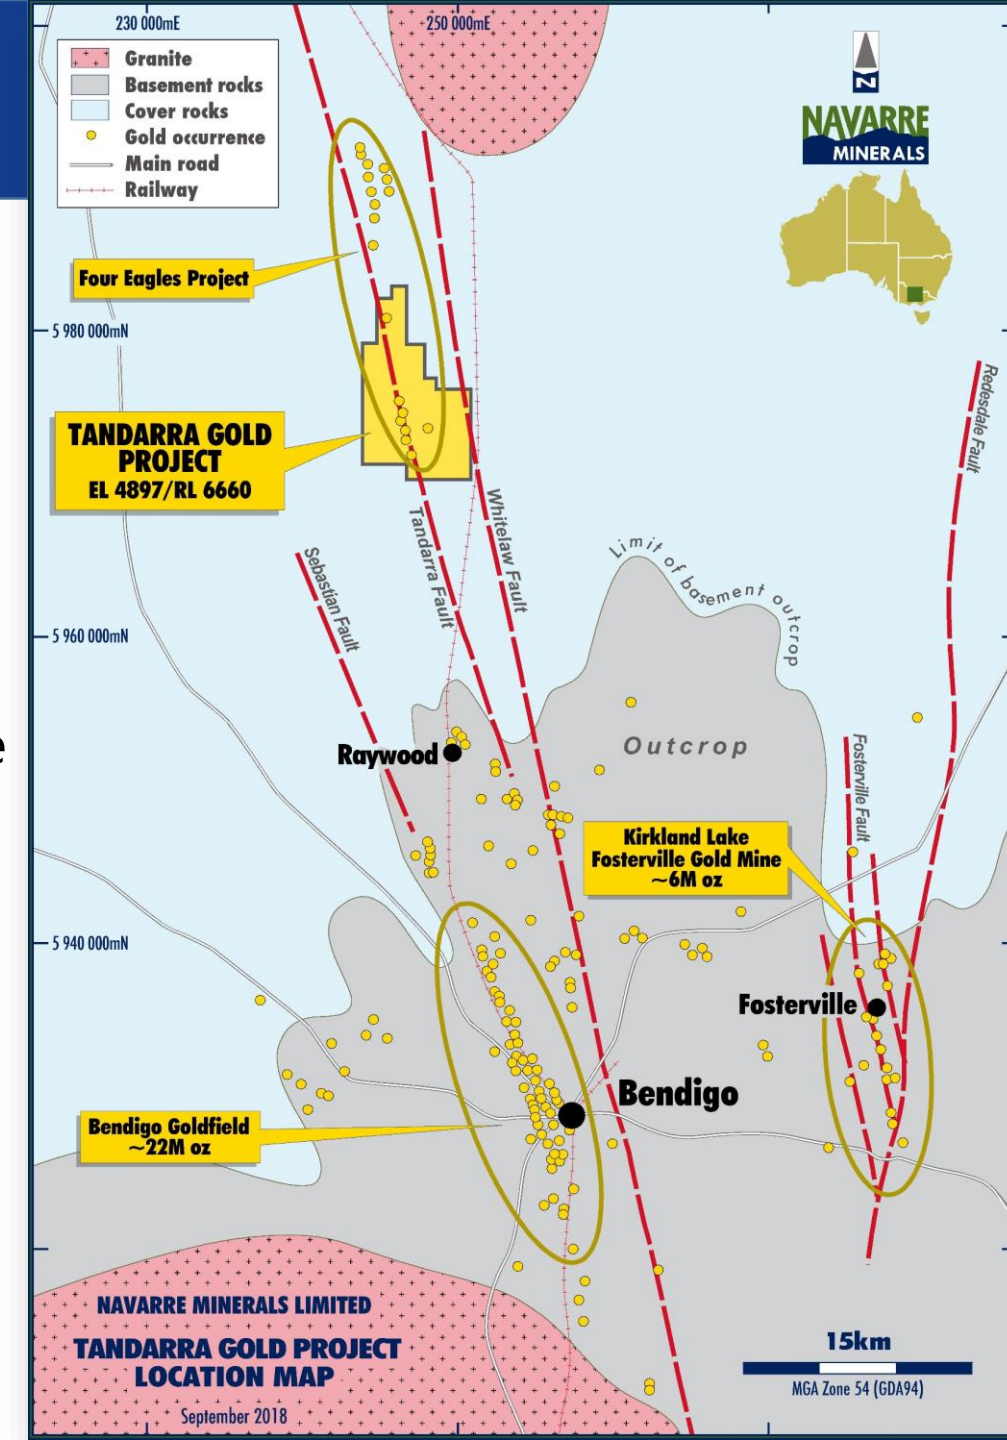 230 000mE
250 000mE
Granite
Basement rocks
Cover rocks
Gold occurrence
Main road
Railway
N
NAVARRE
MINERALS
Four Eagles Project
5 980 000mN
TANDARRA GOLD
PROJECT
EL 4897/RL 6660
Redesdale Fault
Whitelaw Fault
Tandarra Fault
Sebastian Fault
Limit of basement outcrop
5 960 000mN
Outcrop
Raywood
Fosterville Fault
Kirkland Lake
Fosterville Gold Mine
~6M oz
5 940 000mN
Fosterville
e
Bendigo
Bendigo Goldfield
~22M oz
NAVARRE MINERALS LIMITED
TANDARRA GOLD PROJECT
LOCATION MAP
September 2018
15km
MGA Zone 54 (GDA94)